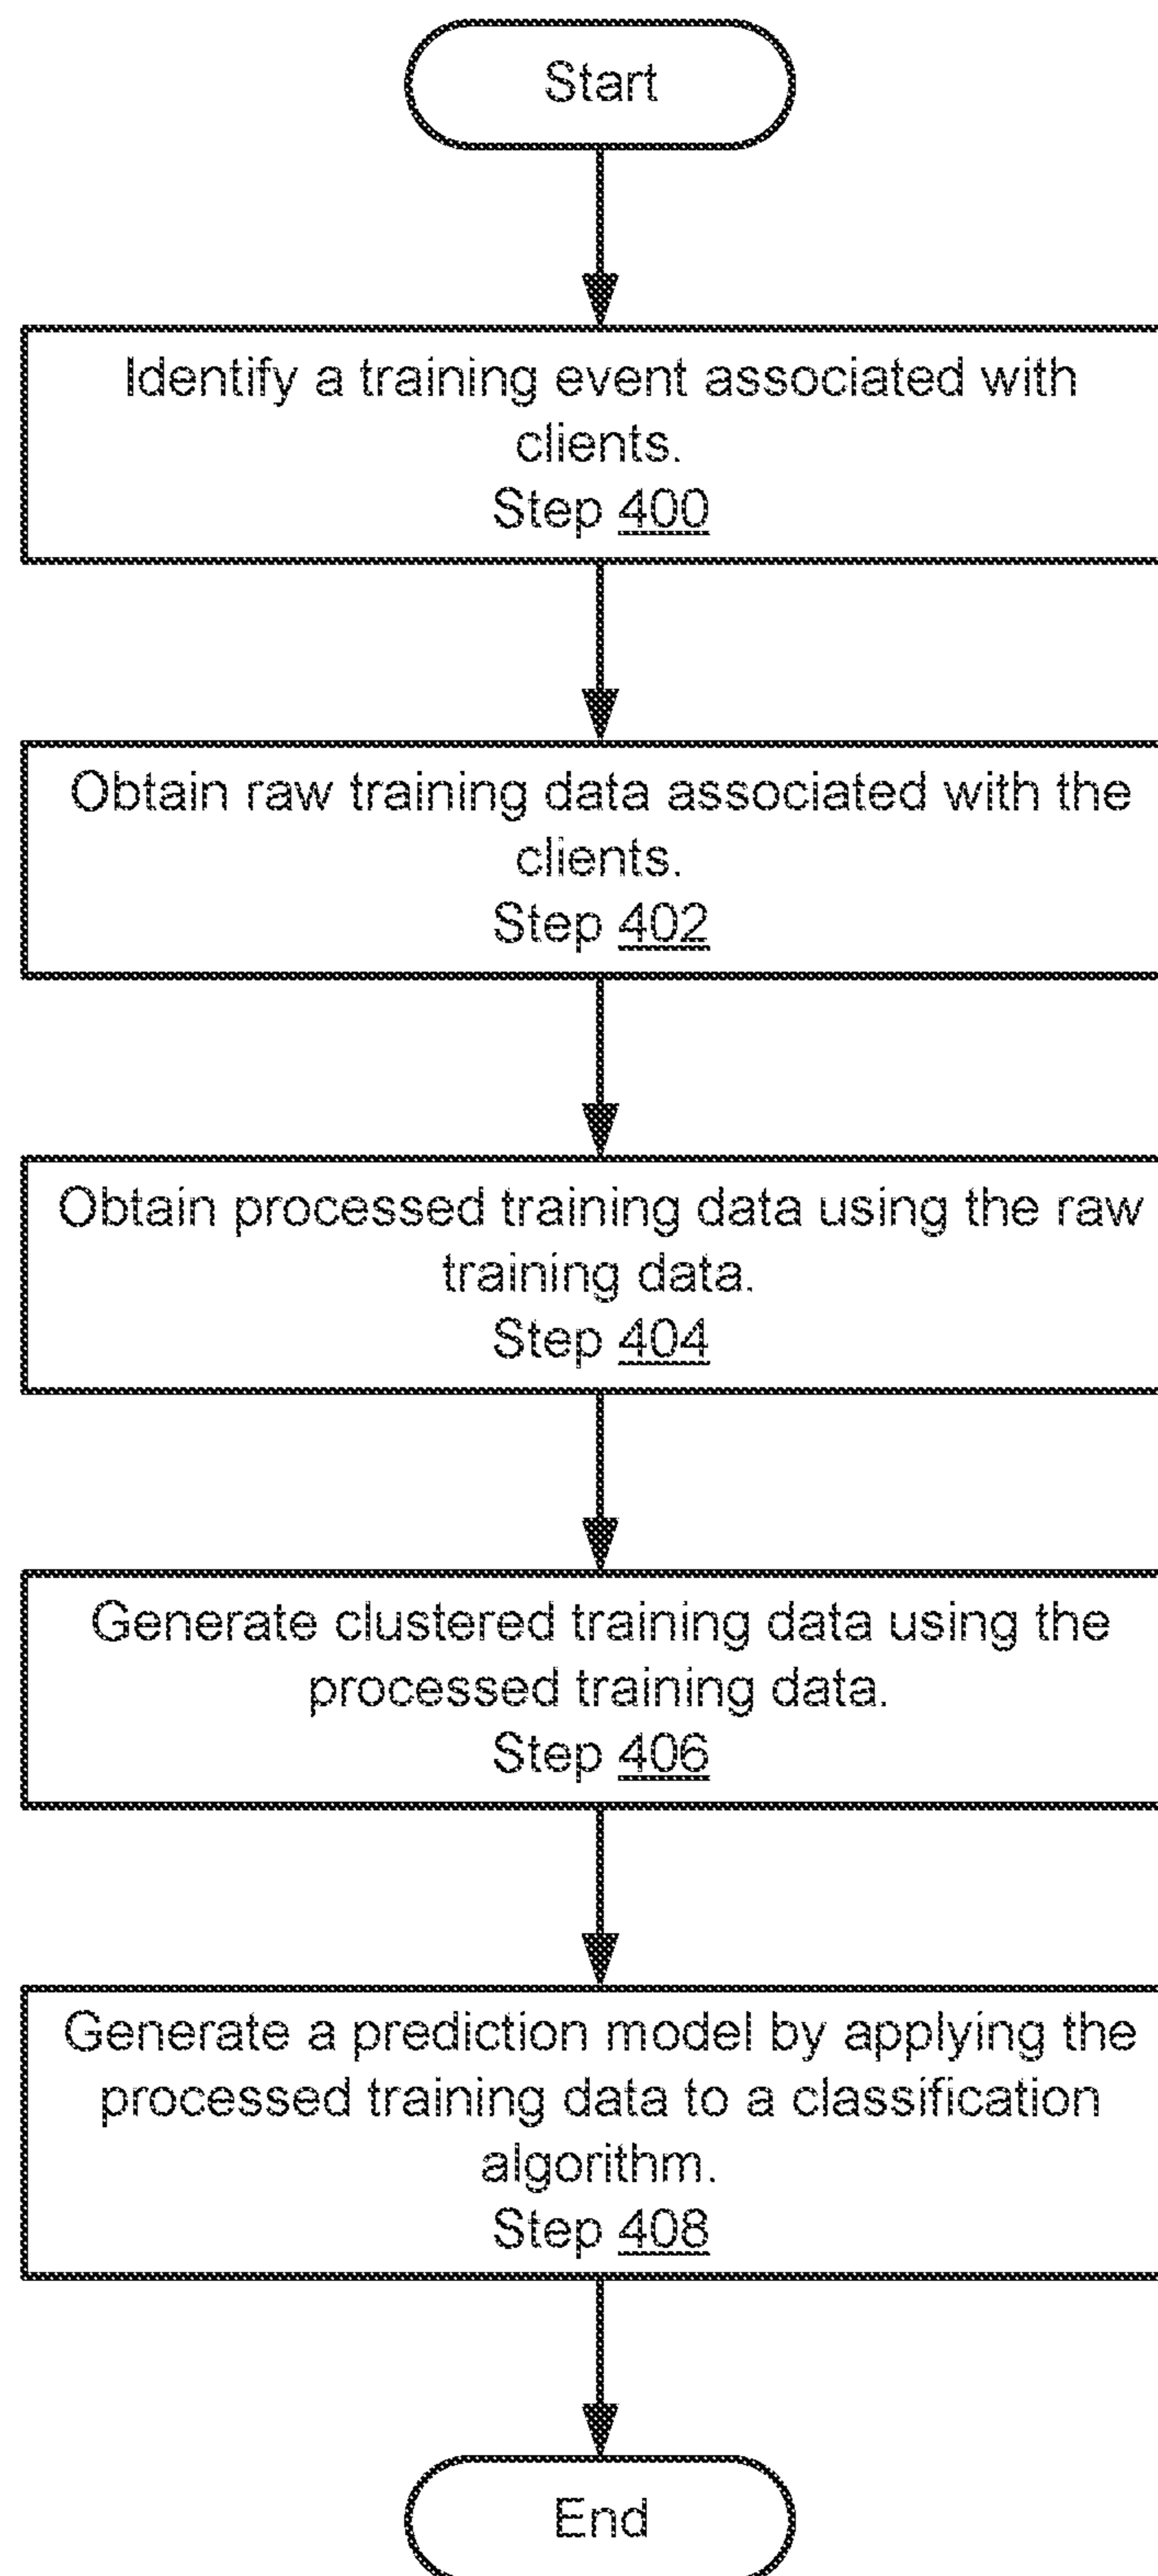 Start
Identify a training event associated with
clients.
Step 400
Obtain raw training data associated with the
clients.
Step 402
Obtain processed training data using the raw
training data.
Step 404
Generate clustered training data using the
processed training data.
Step 406
Generate a prediction model by applying the
processed training data to a classification
algorithm.
Step 408
End